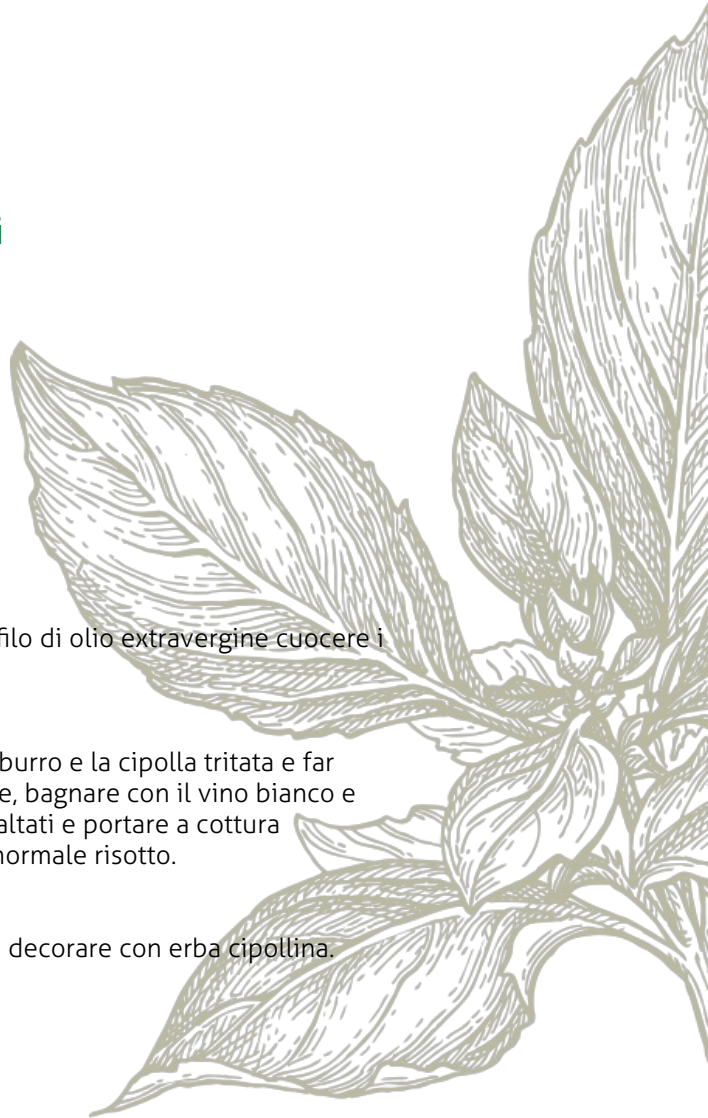 i
filo di olio extravergine cuocere i
burro e la cipolla tritata e far
e, bagnare con il vino bianco e
altati e portare a cottura
normale risotto.
decorare con erba cipollina.